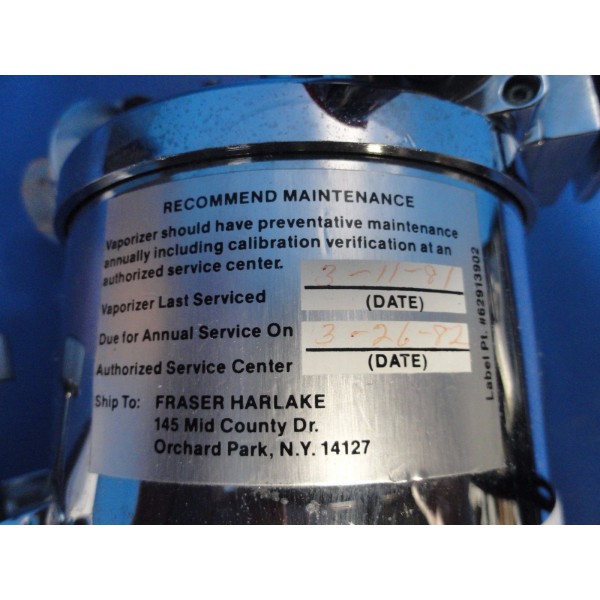 RECOMMEND MAINTENANCE
Vaporizer should have preventative maintenance
annually including calibration verification at an
authorized service center.
Vaporizer Last Serviced 3-11-81
(DATE)
Due for Annual Service On 3-26-82
(DATE)
Authorized Service Center
Ship To: FRASER HARLAKE
145 Mid County Dr.
Orchard Park, N.Y. 14127
Label Pt. #62913902